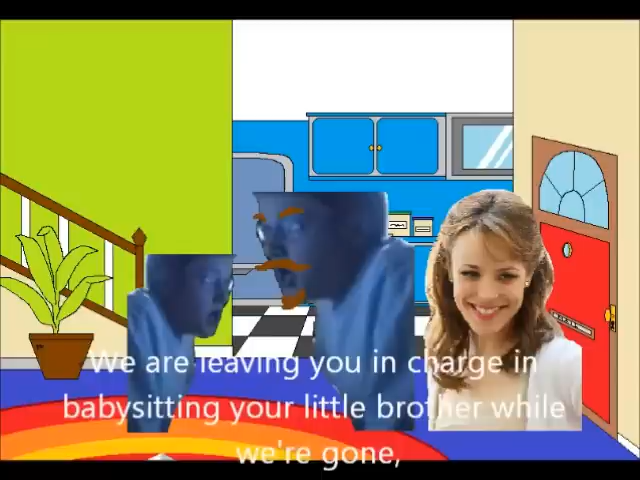 We are leaving you in charge in
babysitting your little brother while
we're gone,